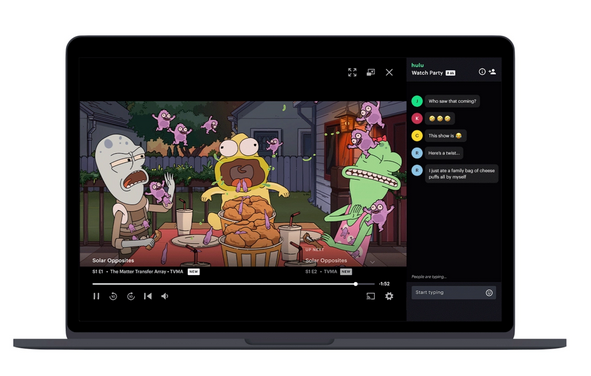 hulu
Watch Party
J
Who saw that coming?
E
C
This show is
R
Here's a twist...
R
I just ate a family bag of cheese
puffs all by myself
UP NEXT
Solar Opposites
Solar Opposites
S1 E1 • The Matter Transfer Array • TVMA NEW
S1 E2 • TVMA NEW
-1:52
People are typing...
Start typing